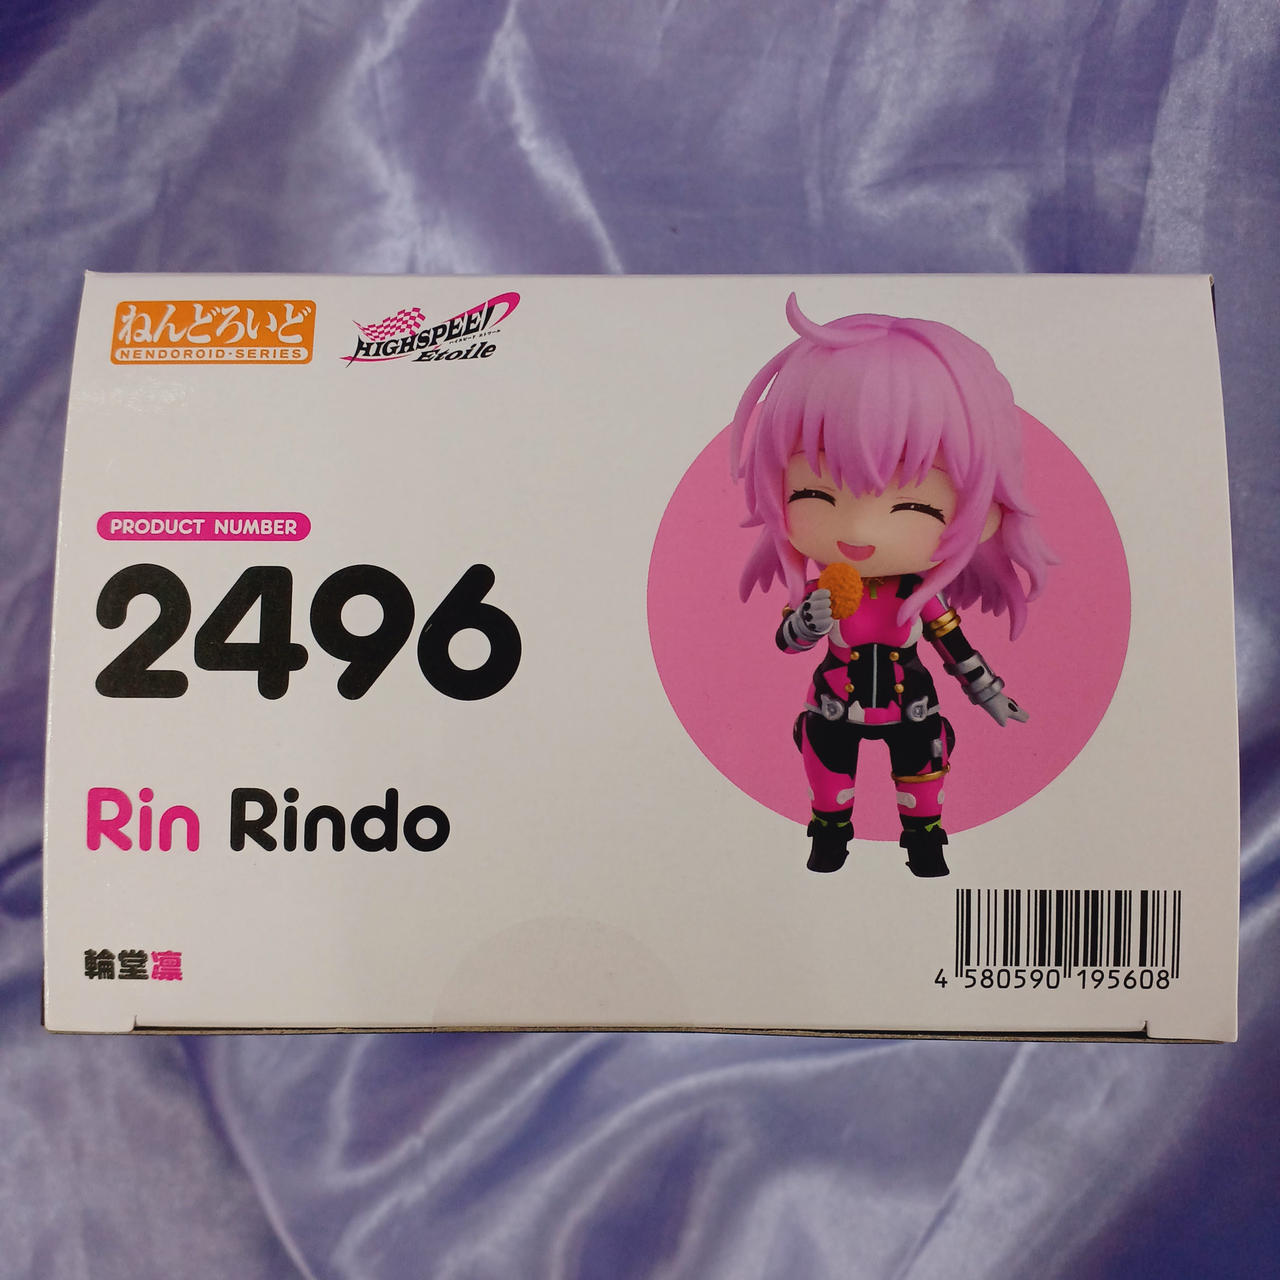 ねんどろいど
NENDOROID·SERIES
HIGHSPEED
ハイスピード エトワール
Étoile
PRODUCT NUMBER
2496
Rin Rindo
輪堂凛
4 580590 195608